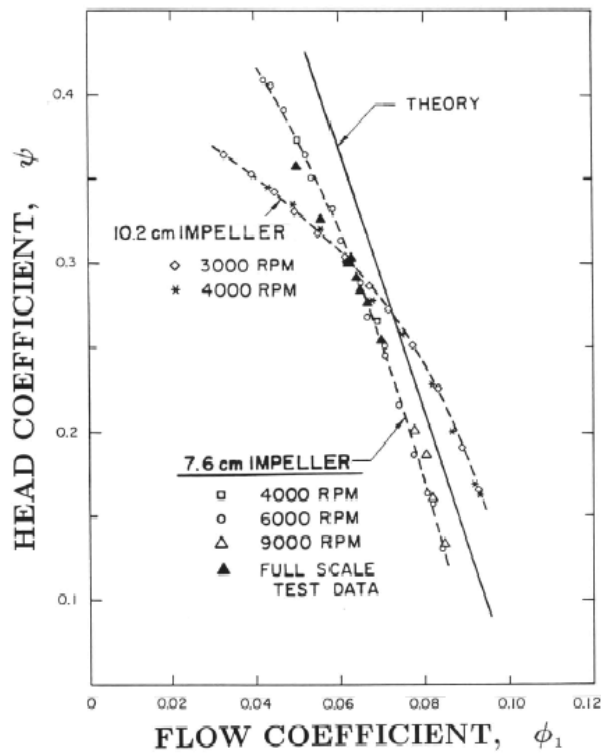 0.4
0.3
0.2
0.1
HEAD COEFFICIENT, ψ
THEORY
10.2 cm IMPELLER
3000 RPM
4000 RPM
7.6 cm IMPELLER
4000 RPM
6000 RPM
9000 RPM
FULL SCALE
TEST DATA
0 0.02 0.04 0.06 0.08 0.10 0.12
FLOW COEFFICIENT, ϕ₁